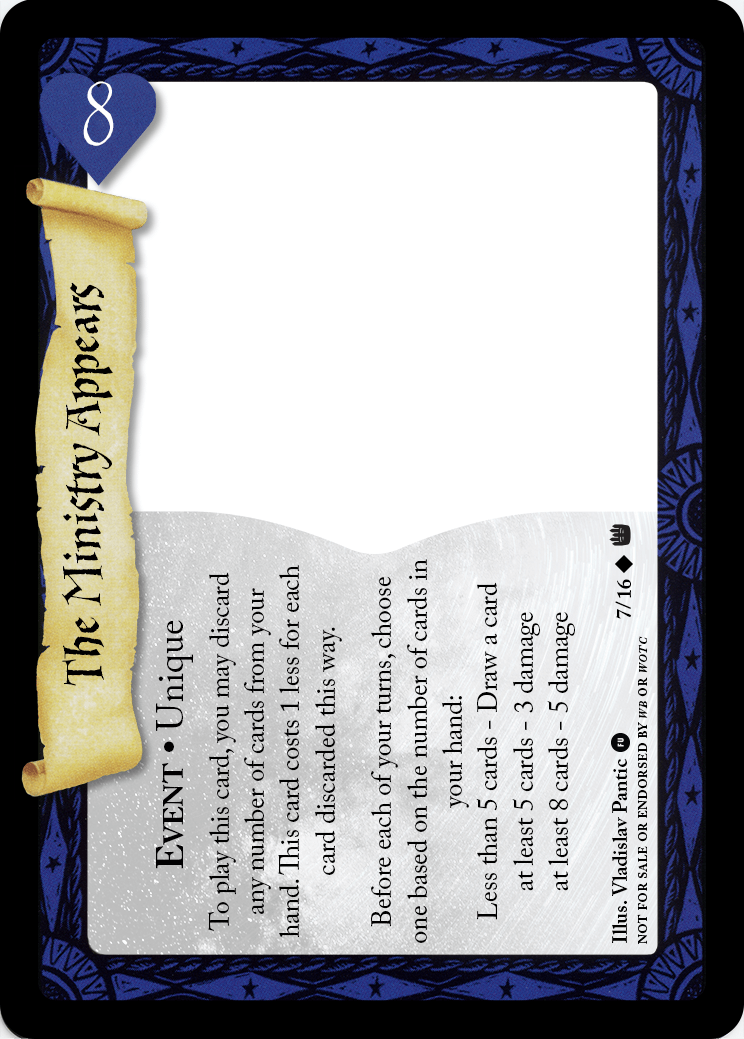 8
The Ministry Appears
EVENT • Unique
To play this card, you may discard
any number of cards from your
hand. This card costs 1 less for each
card discarded this way.
Before each of your turns, choose
one based on the number of cards in
your hand:
Less than 5 cards - Draw a card
at least 5 cards - 3 damage
at least 8 cards - 5 damage
Illus. Vladislav Pantic FU 7/16
NOT FOR SALE OR ENDORSED BY WB OR WOTC